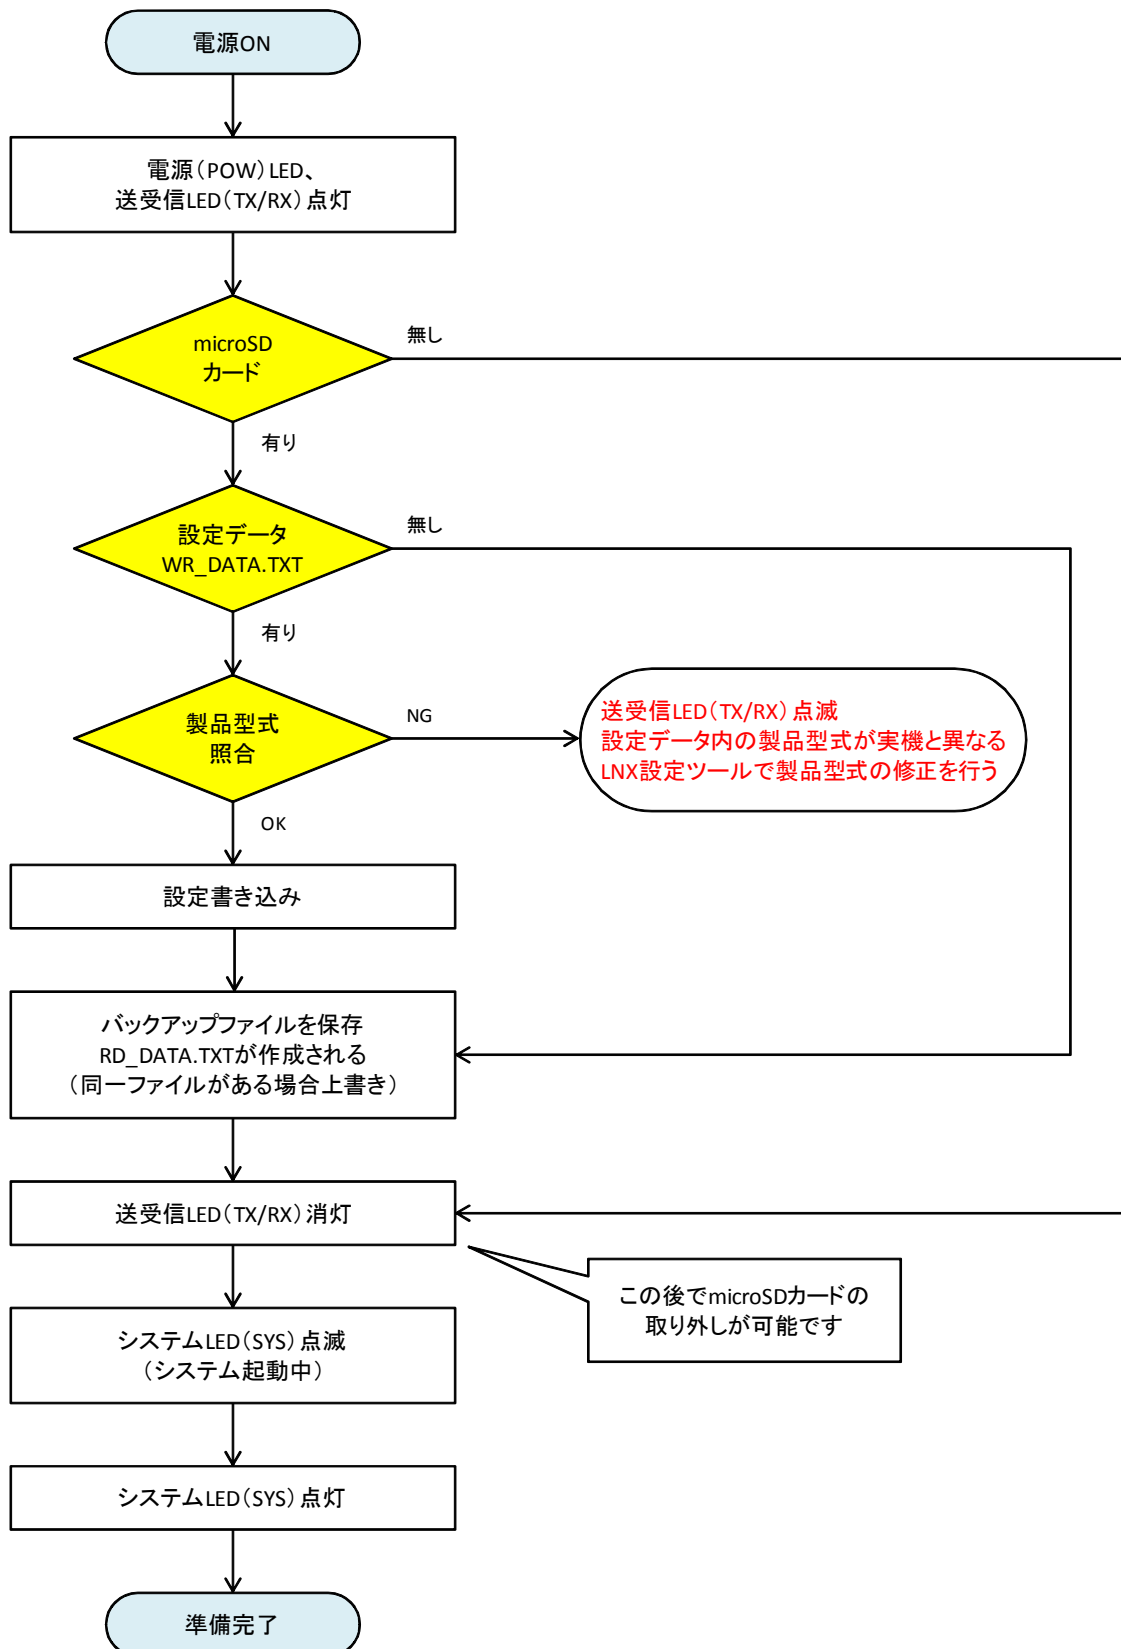 電源ON
電源（POW）LED、
送受信LED（TX/RX）点灯
microSD
カード
無し
有り
設定データ
WR_DATA.TXT
無し
有り
製品型式
照合
NG
送受信LED（TX/RX）点滅
設定データ内の製品型式が実機と異なる
LNX設定ツールで製品型式の修正を行う
OK
設定書き込み
バックアップファイルを保存
RD_DATA.TXTが作成される
（同一ファイルがある場合上書き）
送受信LED（TX/RX）消灯
この後でmicroSDカードの
取り外しが可能です
システムLED（SYS）点滅
（システム起動中）
システムLED（SYS）点灯
準備完了